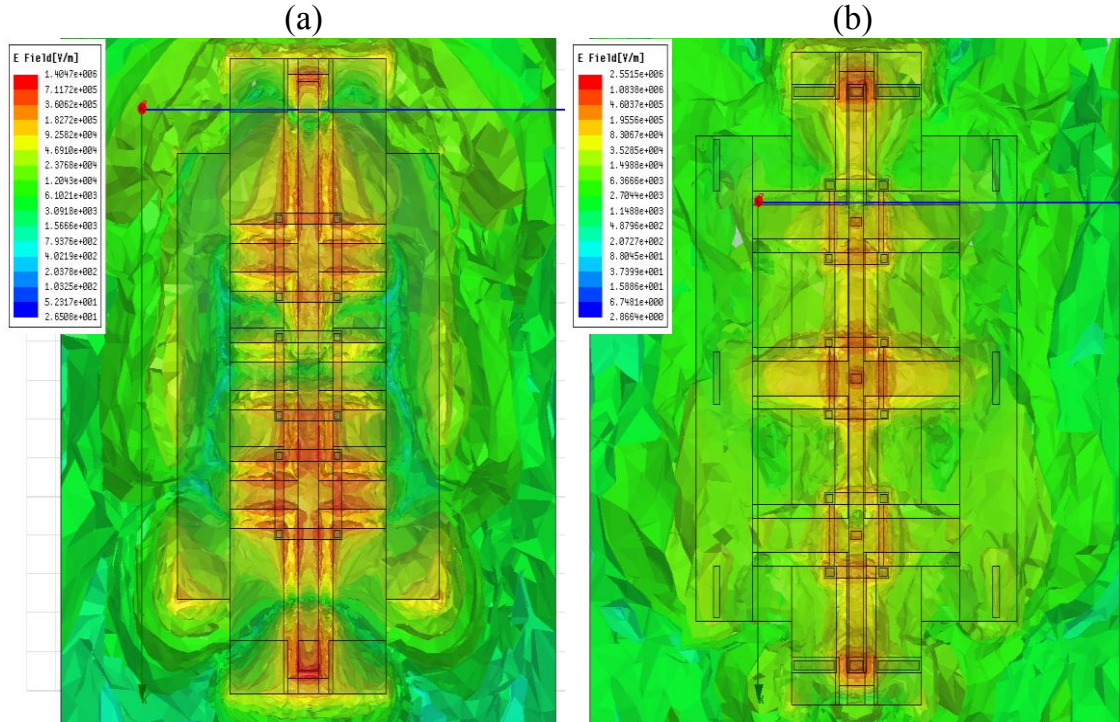 (a)
(b)
E Field[V/m]
1.4047e+006
7.1172e+005
3.6062e+005
1.8272e+005
9.2582e+004
4.6910e+004
2.3768e+004
1.2043e+004
6.1021e+003
3.0918e+003
1.5666e+003
7.9376e+002
4.0219e+002
2.0378e+002
1.0325e+002
5.2317e+001
2.6508e+001
E Field[V/m]
2.5515e+006
1.0838e+006
4.6037e+005
1.9556e+005
8.3067e+004
3.5285e+004
1.4988e+004
6.3666e+003
2.7044e+003
1.1488e+003
4.8796e+002
2.0727e+002
8.8045e+001
3.7399e+001
1.5886e+001
6.7481e+000
2.8664e+000